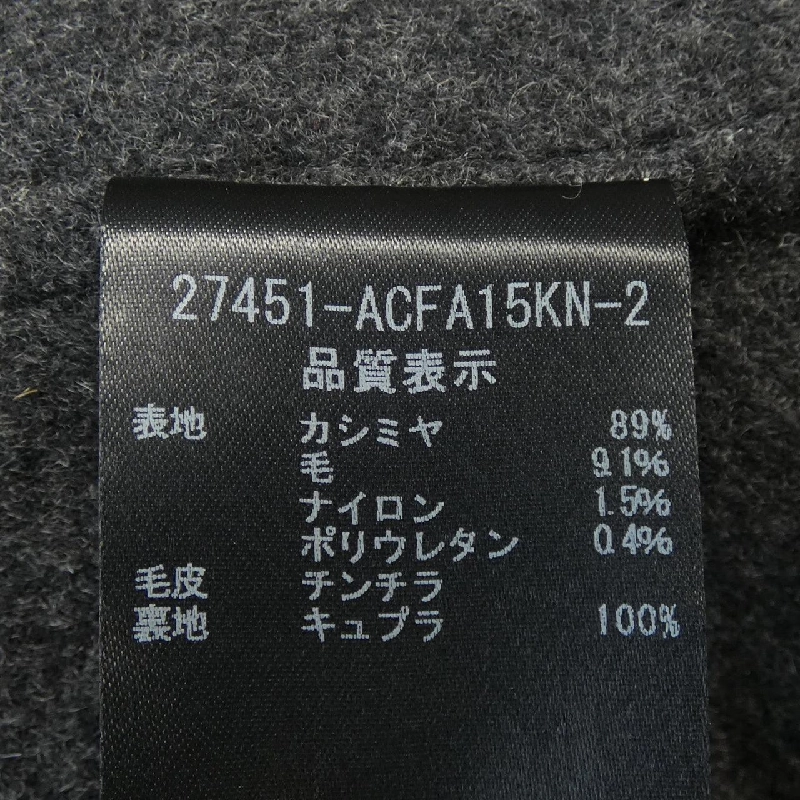 27451-ACFA15KN-2
品質表示
表地 カシミヤ 89%
毛 9.1%
ナイロン 1.5%
ポリウレタン 0.4%
毛皮 チンチラ
裏地 キュプラ 100%